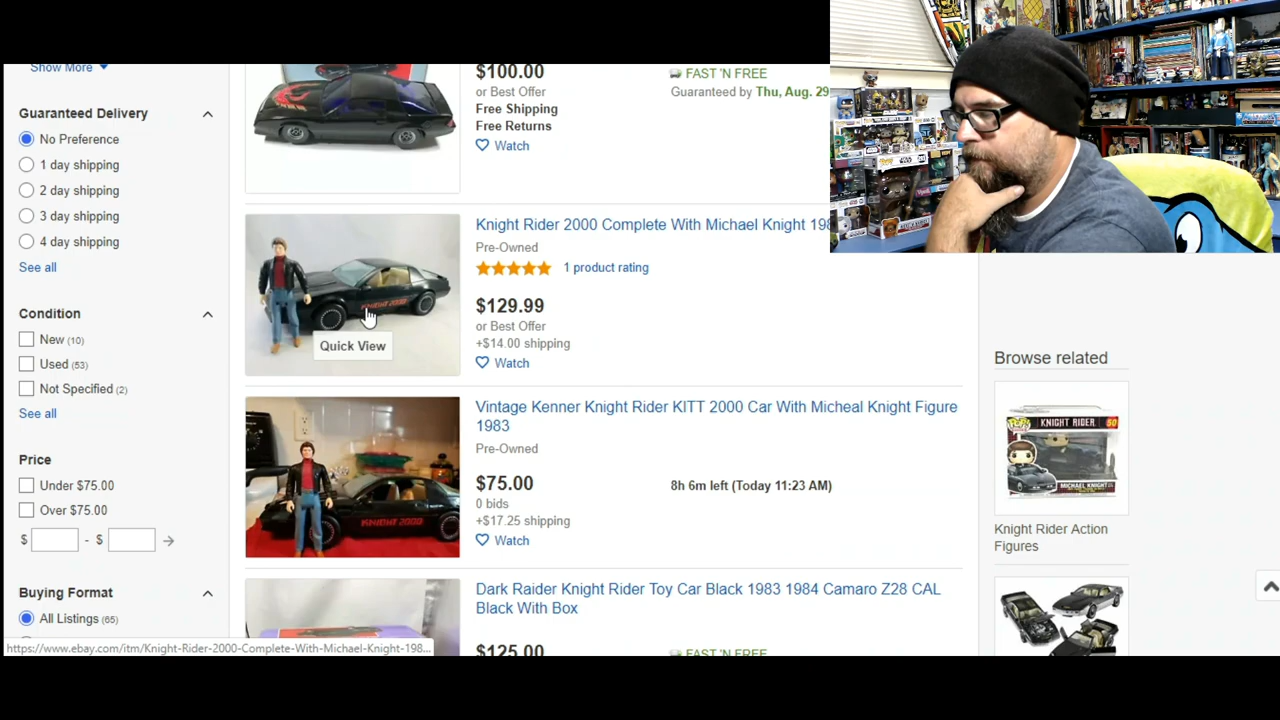 Show More
Guaranteed Delivery
No Preference
1 day shipping
2 day shipping
3 day shipping
4 day shipping
See all
Condition
New (10)
Used (53)
Not Specified (2)
See all
Price
Under $75.00
Over $75.00
$ - $
Buying Format
All Listings (65)
https://www.ebay.com/itm/Knight-Rider-2000-Complete-With-Michael-Knight-198...
$100.00
or Best Offer
Free Shipping
Free Returns
Watch
FAST 'N FREE
Guaranteed by Thu, Aug. 29
Knight Rider 2000 Complete With Michael Knight 198
Pre-Owned
1 product rating
$129.99
or Best Offer
+$14.00 shipping
Watch
KNIGHT 2000
Quick View
Vintage Kenner Knight Rider KITT 2000 Car With Micheal Knight Figure
1983
Pre-Owned
$75.00
0 bids
+$17.25 shipping
Watch
8h 6m left (Today 11:23 AM)
KNIGHT 2000
Dark Raider Knight Rider Toy Car Black 1983 1984 Camaro Z28 CAL
Black With Box
$125.00
FAST 'N FREE
Browse related
POP!
KNIGHT RIDER
50
MICHAEL KNIGHT
Knight Rider Action
Figures